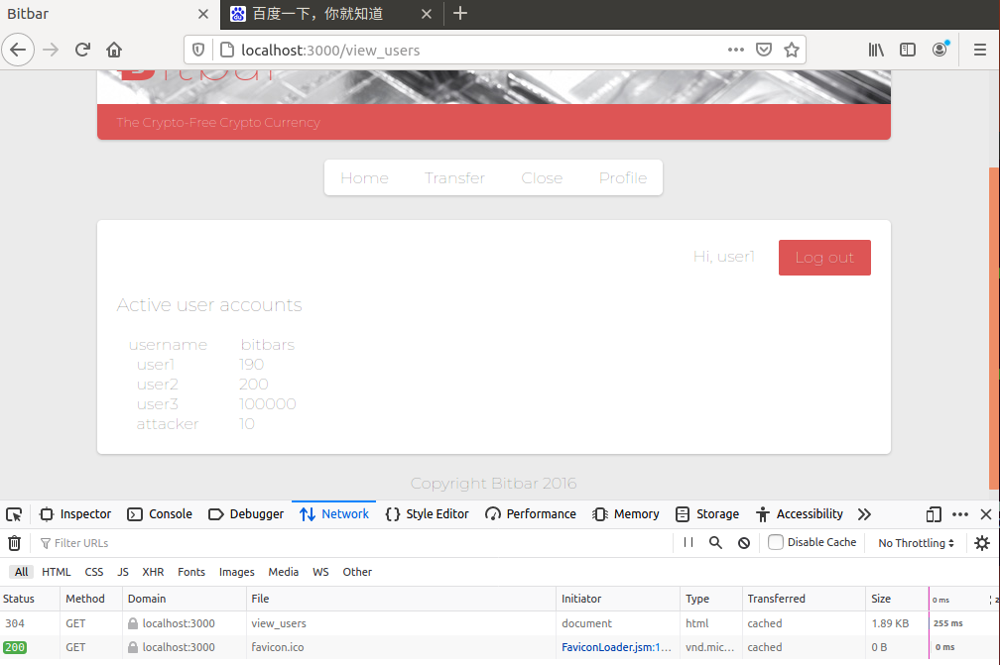 Bitbar
百度一下，你就知道
localhost:3000/view_users
Bitbar
The Crypto-Free Crypto Currency
Home Transfer Close Profile
Hi, user1 Log out
Active user accounts
username bitbars
user1 190
user2 200
user3 100000
attacker 10
Copyright Bitbar 2016
Inspector Console Debugger Network Style Editor Performance Memory Storage Accessibility
Filter URLs Disable Cache No Throttling
All HTML CSS JS XHR Fonts Images Media WS Other
Status Method Domain File Initiator Type Transferred Size 0 ms
304 GET localhost:3000 view_users document html cached 1.89 KB 255 ms
200 GET localhost:3000 favicon.ico FaviconLoader.jsm:1… vnd.mic… cached 0 B 0 ms